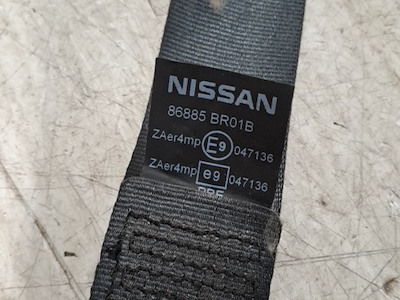 NISSAN
86885 BR01B
ZAer4mp E9 047136
ZAer4mp e9 047136